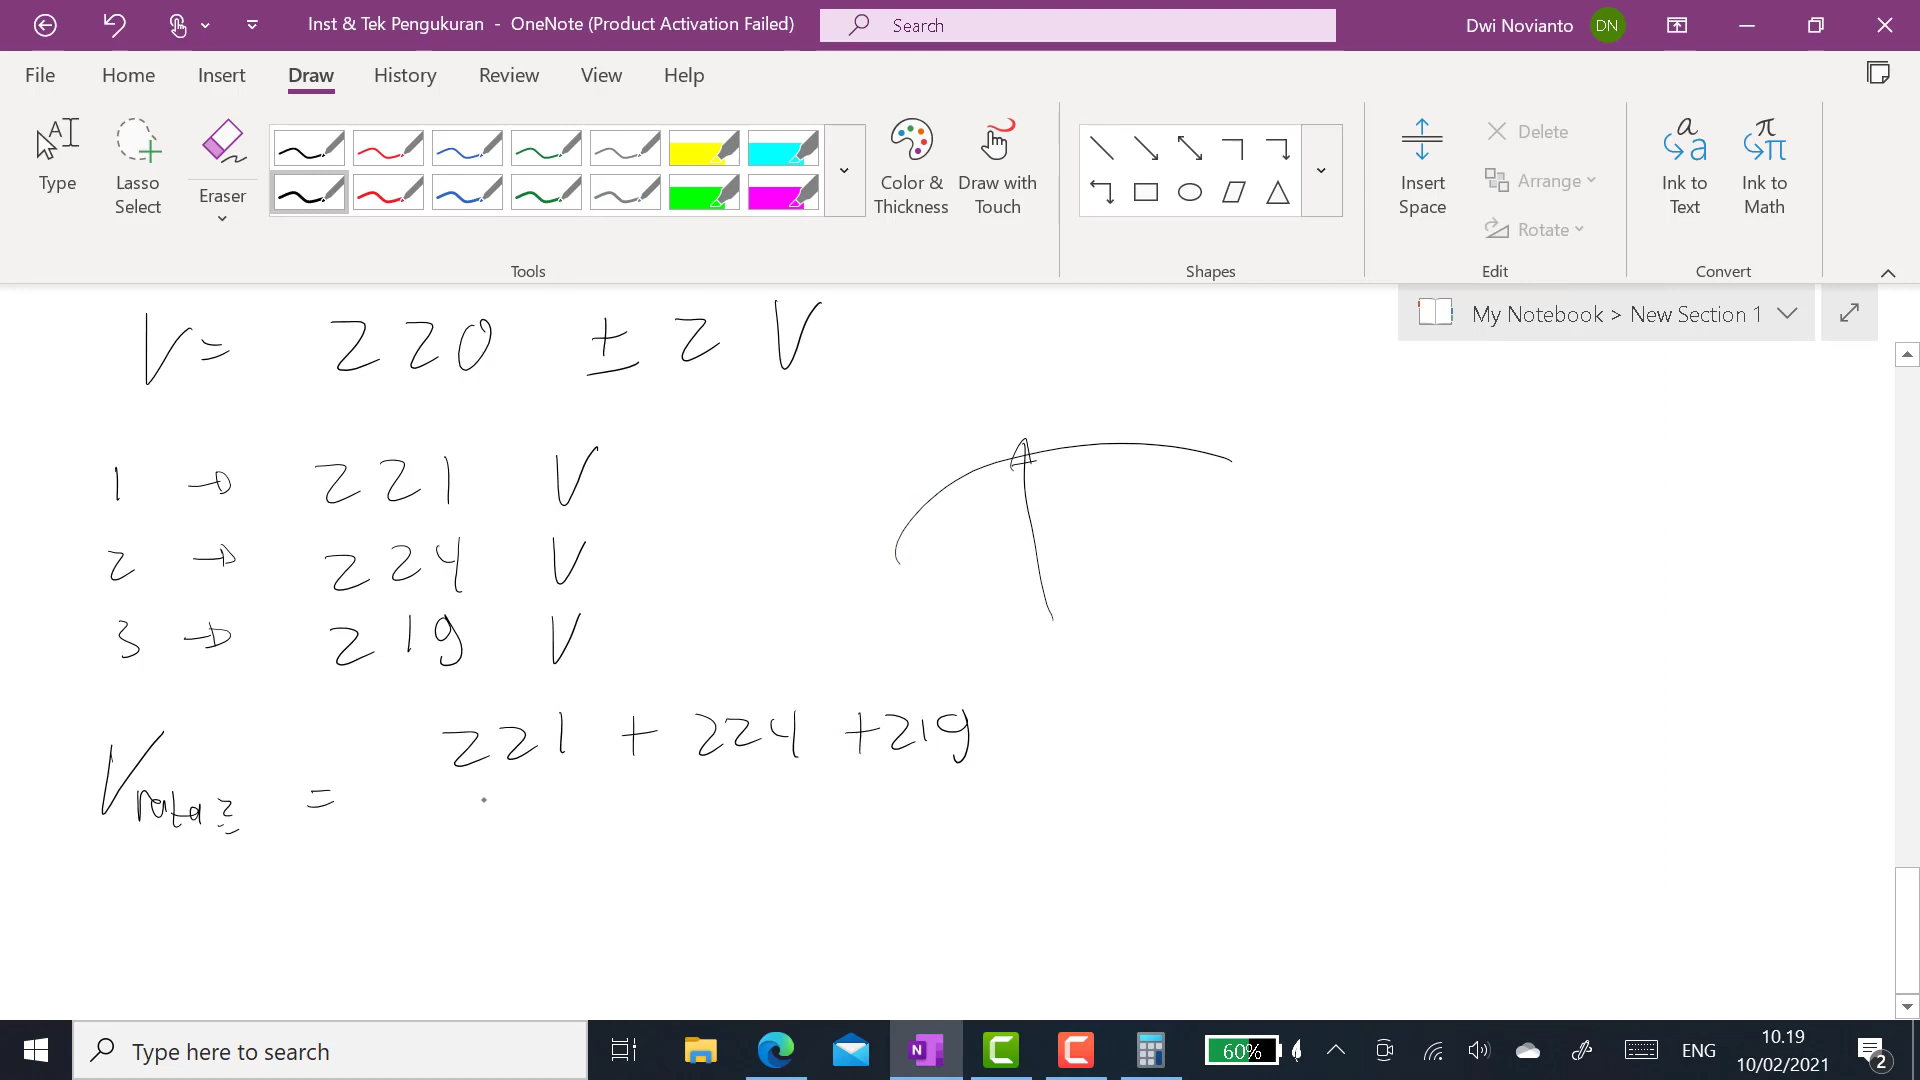 Inst & Tek Pengukuran - OneNote (Product Activation Failed)
Search
Dwi Novianto
DN
File Home Insert Draw History Review View Help
Type
Lasso Select
Eraser
Color & Thickness
Draw with Touch
Insert Space
Delete
Arrange
Rotate
Ink to Text
Ink to Math
Tools
Shapes
Edit
Convert
My Notebook > New Section 1
V = 220 ± 2 V
1 → 221 V
2 → 224 V
3 → 219 V
221 + 224 + 219
V rata2 =
Type here to search
60%
ENG
10.19
10/02/2021
2